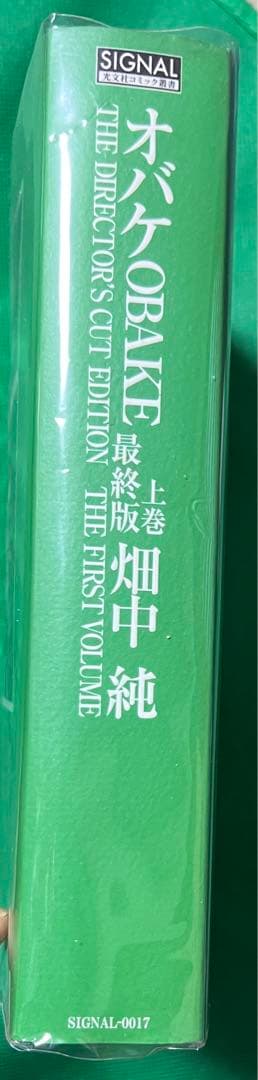 SIGNAL
光文社コミック叢書
オバケOBAKE
THE DIRECTOR'S CUT EDITION THE FIRST VOLUME
最終版
上巻
畑中 純
SIGNAL-0017